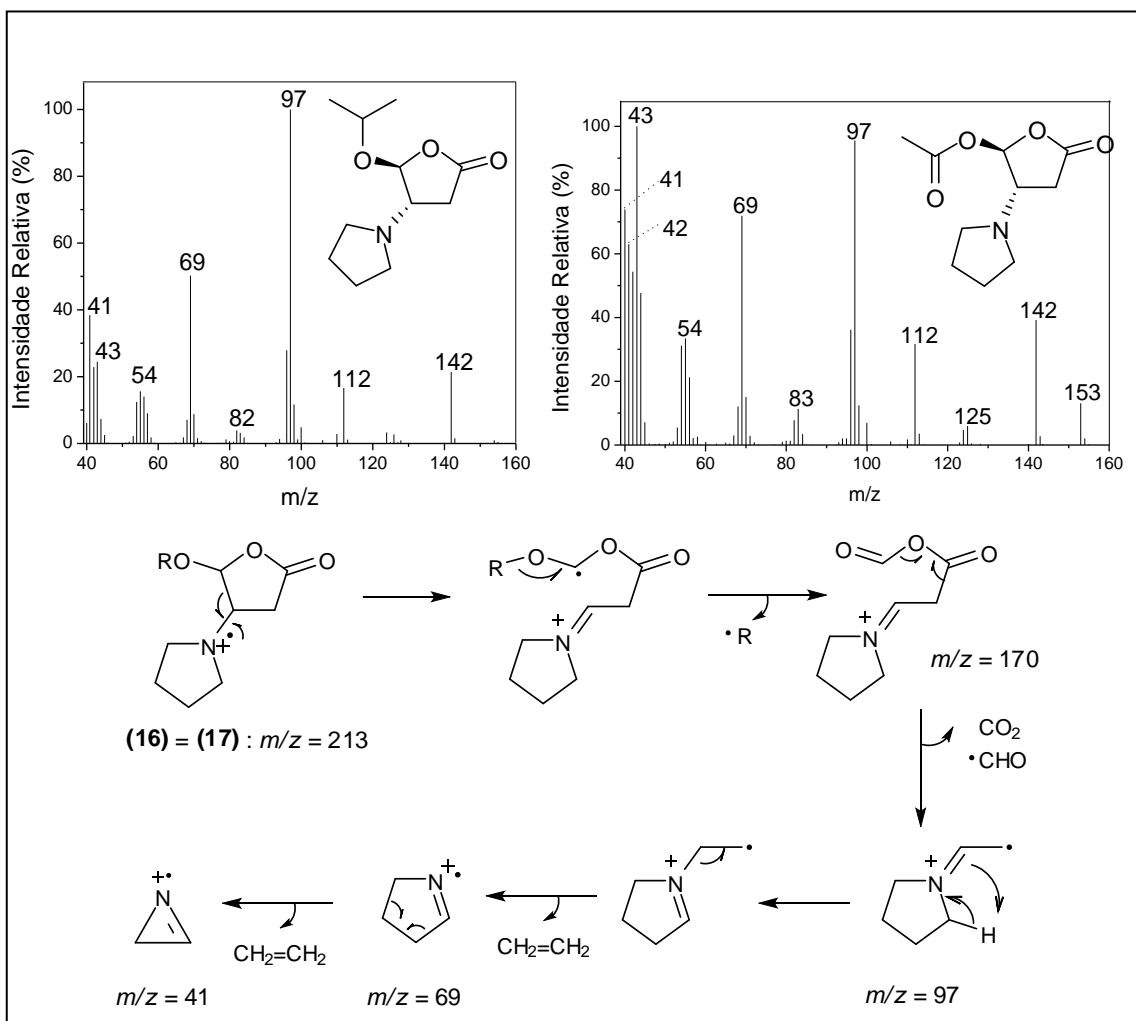 Intensidade Relativa (%)
100
80
60
40
20
0
40
60
80
100
120
140
160
m/z
41
43
54
69
82
97
112
142
O
O
O
N
Intensidade Relativa (%)
100
80
60
40
20
0
40
60
80
100
120
140
160
m/z
43
41
42
54
69
83
97
112
125
142
153
O
O
O
O
N
RO
O
O
N
+•
(16) = (17) : m/z = 213
R
O
•
O
O
+
N
•R
O
O
O
+
N
m/z = 170
CO2
•CHO
+•
N
CH2=CH2
m/z = 41
+•
N
CH2=CH2
m/z = 69
+
N
•
+
N
•
H
m/z = 97